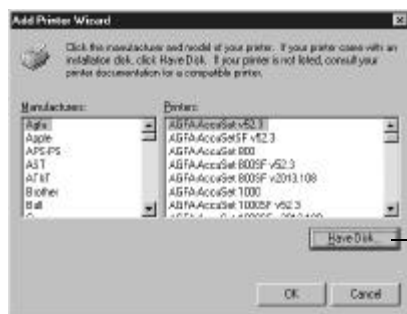 Add Printer Wizard
Click the manufacturer and model of your printer. If your printer came with an
installation disk, click Have Disk. If your printer is not listed, consult your
printer documentation for a compatible printer.
Manufacturers:
Agfa
Apple
APS-PS
AST
AT&T
Brother
Bull
Printers:
AGFA-AccuSet v52.3
AGFA-AccuSetSF v52.3
AGFA-AccuSet 800
AGFA-AccuSet 800SF v52.3
AGFA-AccuSet 800SF v2013.108
AGFA-AccuSet 1000
AGFA-AccuSet 1000SF v52.3
Have Disk...
OK
Cancel